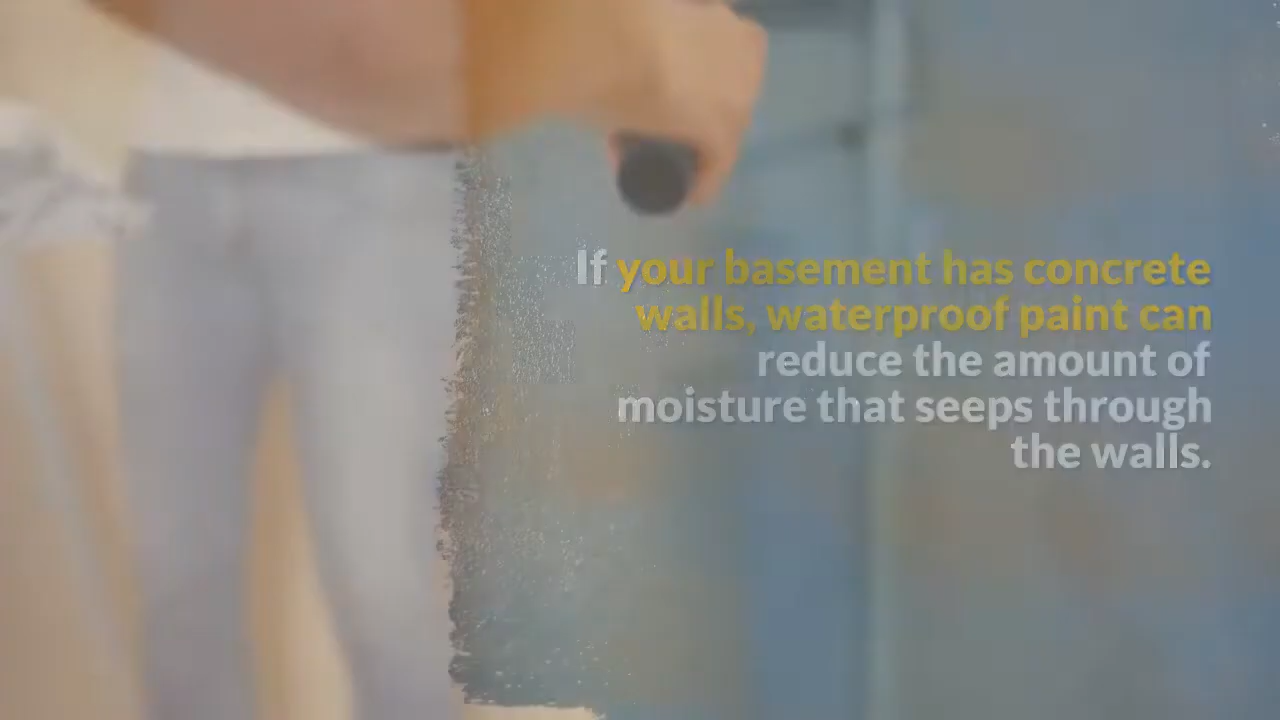 If your basement has concrete
walls, waterproof paint can
reduce the amount of
moisture that seeps through
the walls.